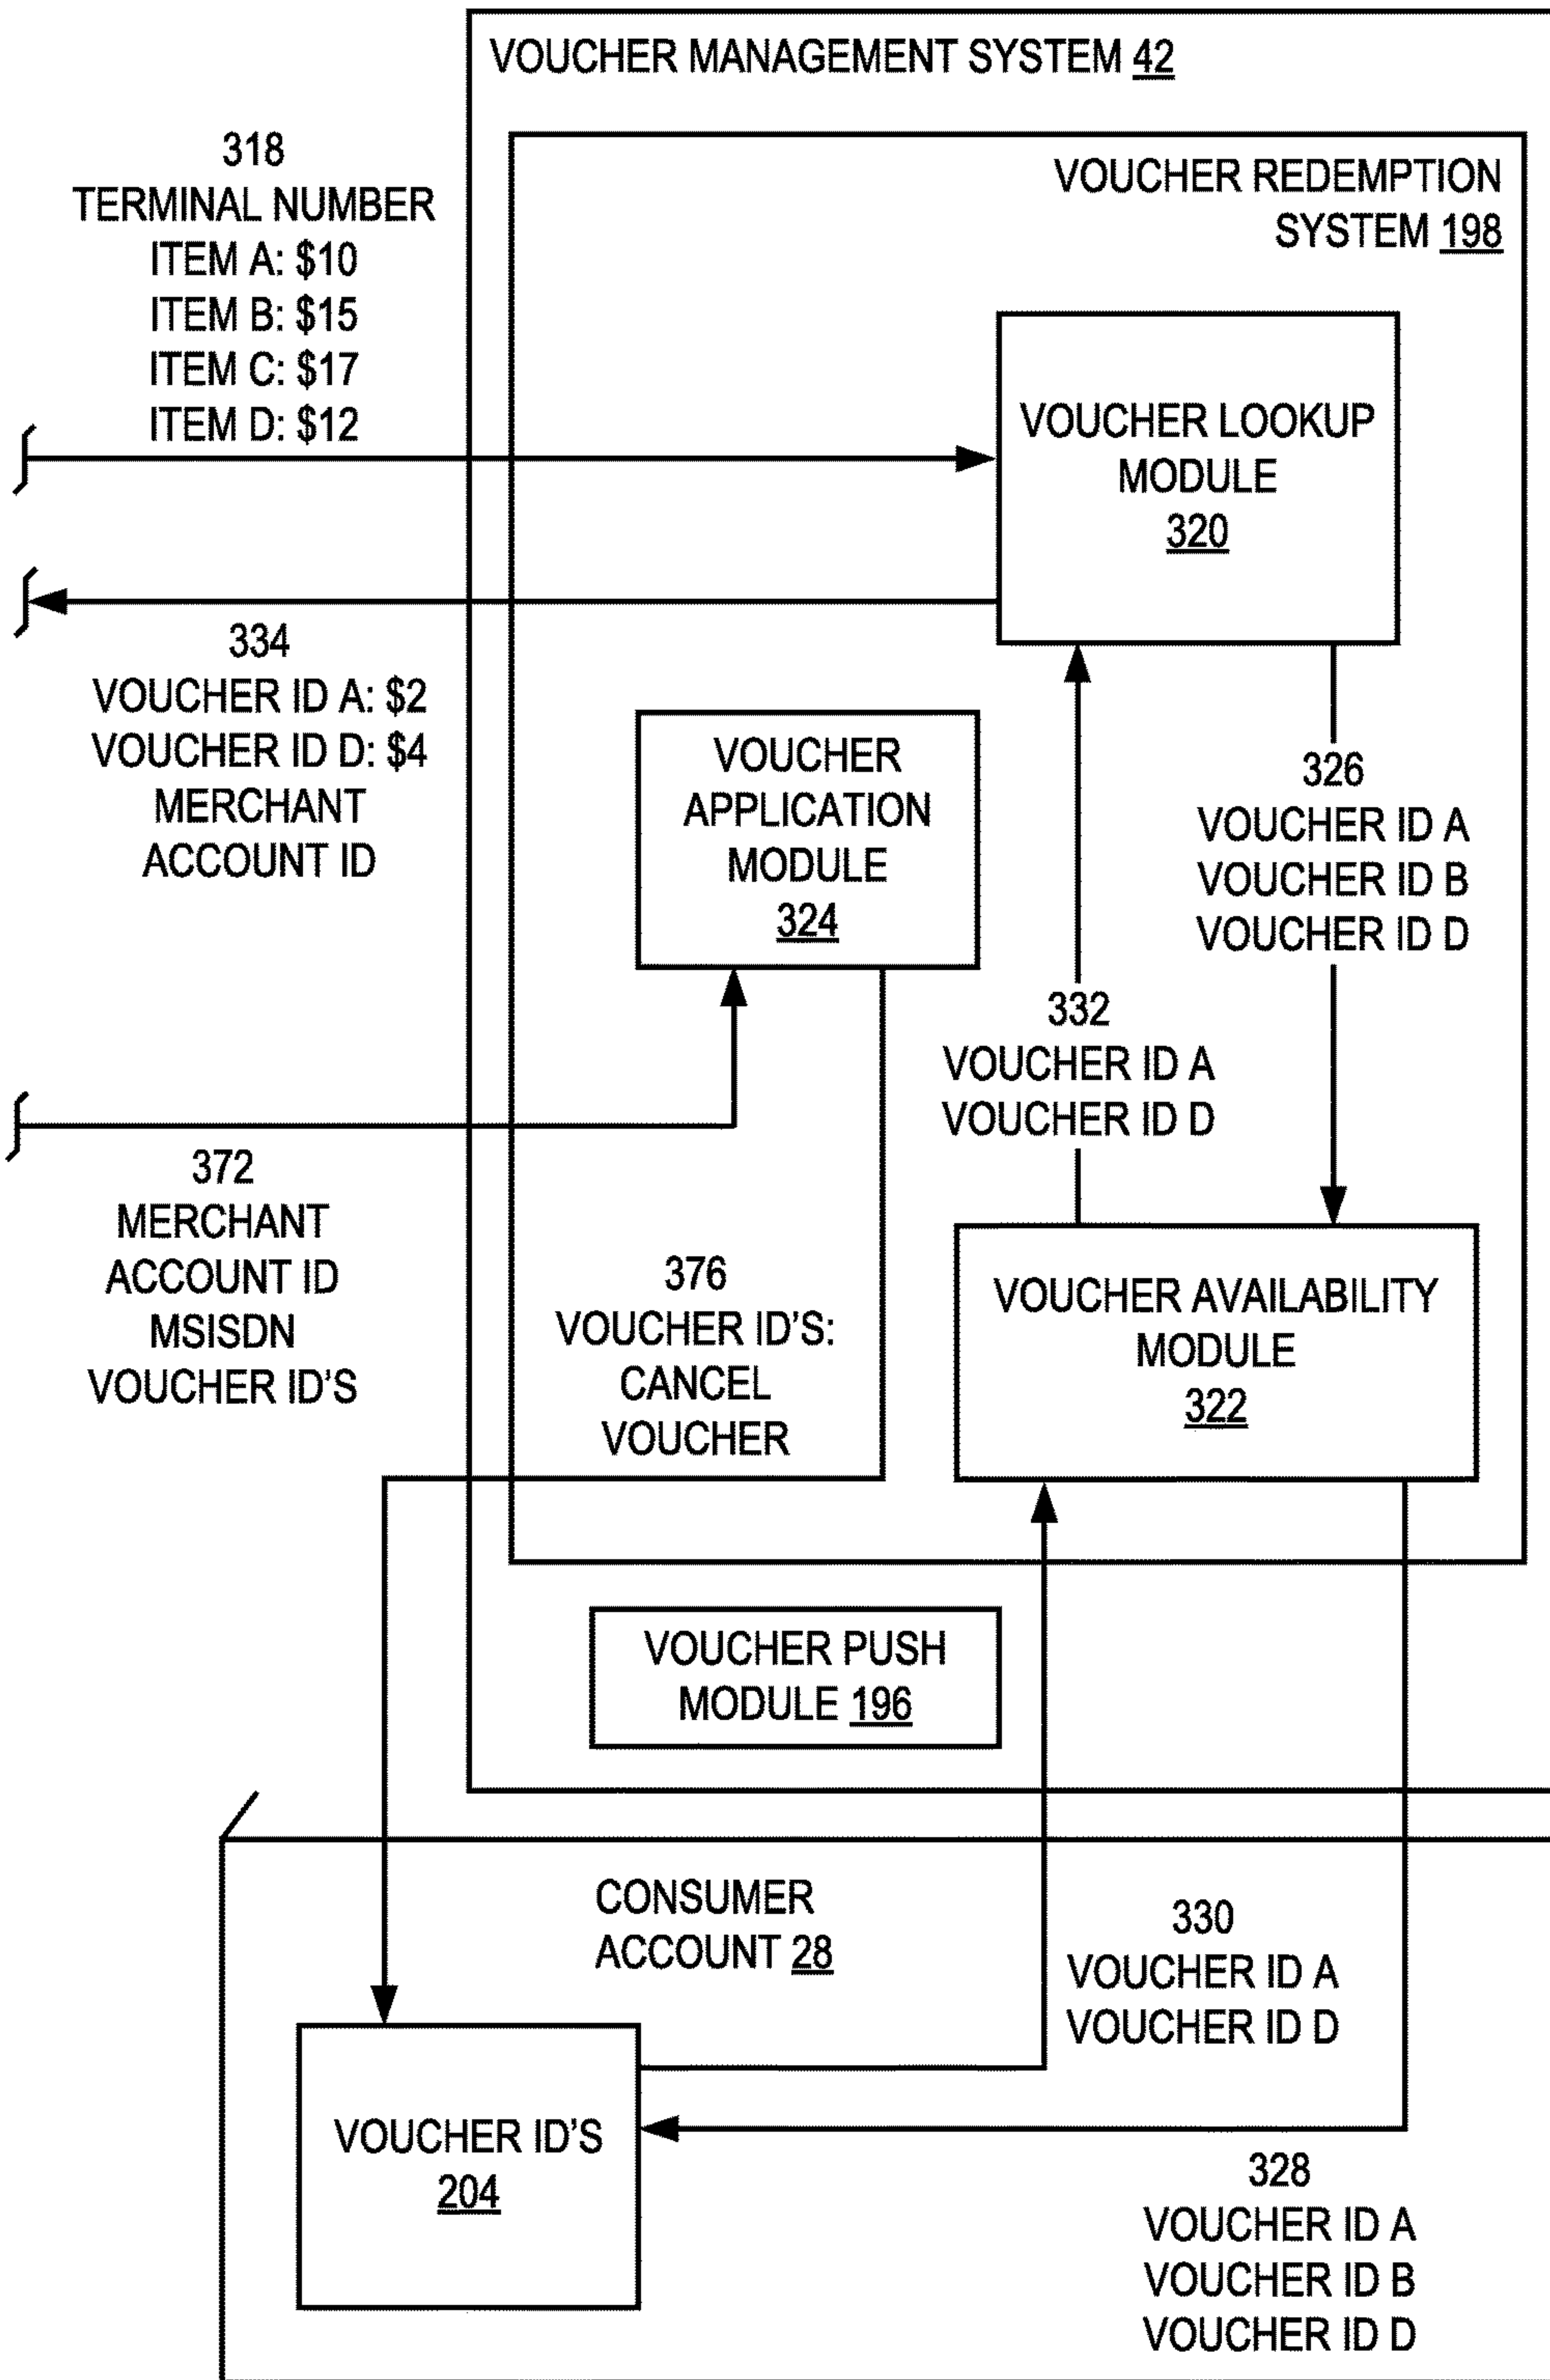 VOUCHER MANAGEMENT SYSTEM 42
318
TERMINAL NUMBER
ITEM A: $10
ITEM B: $15
ITEM C: $17
ITEM D: $12
VOUCHER REDEMPTION
SYSTEM 198
VOUCHER LOOKUP
MODULE
320
334
VOUCHER ID A: $2
VOUCHER ID D: $4
MERCHANT
ACCOUNT ID
VOUCHER
APPLICATION
MODULE
324
326
VOUCHER ID A
VOUCHER ID B
VOUCHER ID D
332
VOUCHER ID A
VOUCHER ID D
372
MERCHANT
ACCOUNT ID
MSISDN
VOUCHER ID'S
376
VOUCHER ID'S:
CANCEL
VOUCHER
VOUCHER AVAILABILITY
MODULE
322
VOUCHER PUSH
MODULE 196
CONSUMER
ACCOUNT 28
330
VOUCHER ID A
VOUCHER ID D
VOUCHER ID'S
204
328
VOUCHER ID A
VOUCHER ID B
VOUCHER ID D